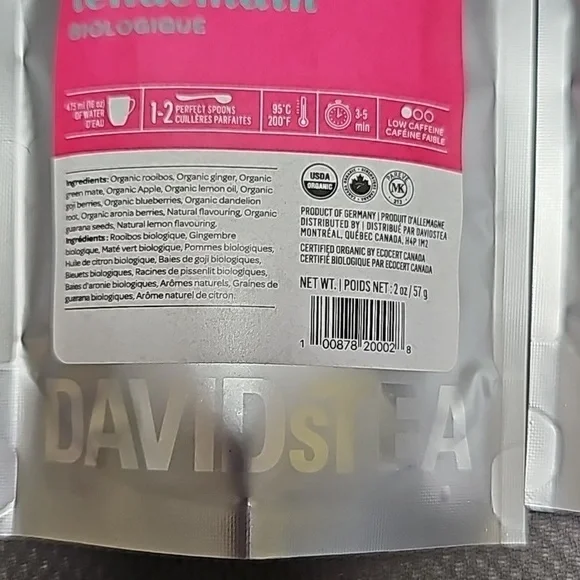 lendemain
BIOLOGIQUE
475 ml (16 oz)
OF WATER
D'EAU
1-2 PERFECT SPOONS
CUILLÈRES PARFAITES
95°C
200°F
3-5
min
LOW CAFFEINE
CAFÉINE FAIBLE
Ingredients: Organic rooibos, Organic ginger, Organic
green mate, Organic Apple, Organic lemon oil, Organic
goji berries, Organic blueberries, Organic dandelion
root, Organic aronia berries, Natural flavouring, Organic
guarana seeds, Natural lemon flavouring.
Ingrédients: Rooibos biologique, Gingembre
biologique, Maté vert biologique, Pommes biologiques,
Huile de citron biologique, Baies de goji biologiques,
Bleuets biologiques, Racines de pissenlit biologiques,
Baies d'aronie biologiques, Arômes naturels, Graines de
guarana biologiques, Arôme naturel de citron.
USDA
ORGANIC
MK
PRODUCT OF GERMANY | PRODUIT D'ALLEMAGNE
DISTRIBUTED BY | DISTRIBUÉ PAR DAVIDSTEA
MONTRÉAL, QUÉBEC CANADA, H4P 1M2
CERTIFIED ORGANIC BY ECOCERT CANADA
CERTIFIÉ BIOLOGIQUE PAR ECOCERT CANADA
NET WT. | POIDS NET : 2 oz / 57 g
1 00878 20002 8
DAVIDsTEA